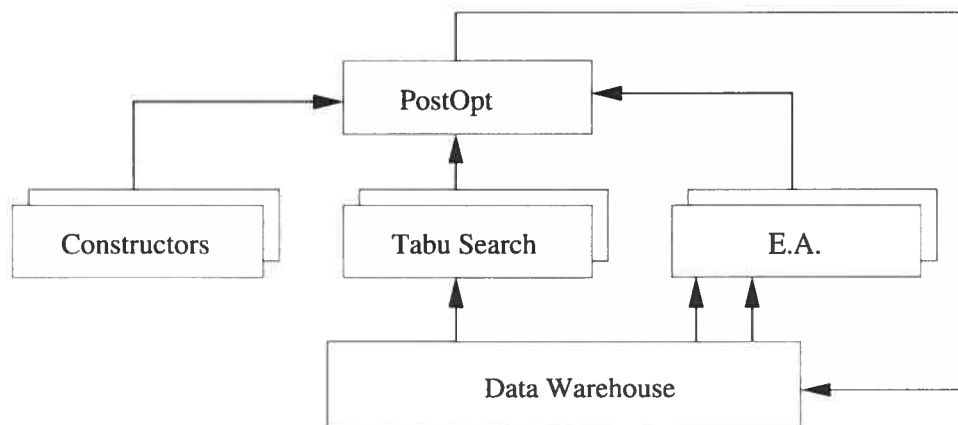 PostOpt
Constructors
Tabu Search
E.A.
Data Warehouse